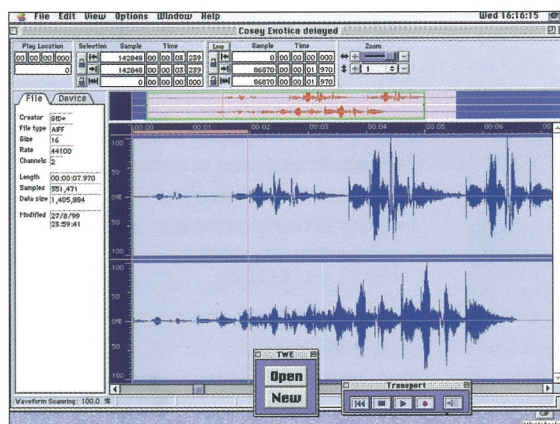 File Edit View Options Window Help Wed 16:16:15
Cosey Exotica delayed
Play Location
00 00 00 000
0
Selection Sample Time
142848 00 00 03 239
142848 00 00 03 239
0 00 00 00 000
Loop Sample Time
0 00 00 00 000
86870 00 00 01 970
86870 00 00 01 970
Zoom
1
File Device
Creator Sd+
File type AIFF
Size 16
Rate 44100
Channels 2
Length 00:00:07.970
Samples 351,471
Data size 1,405,884
Modified 27/8/99
23:59:41
00:00 00:01 00:02 00:03 00:04 00:05 00:06
100
50
0%
50
100
100
50
0%
50
100
TWE
Open
New
Transport
Waveform Scanning: 100.0 %